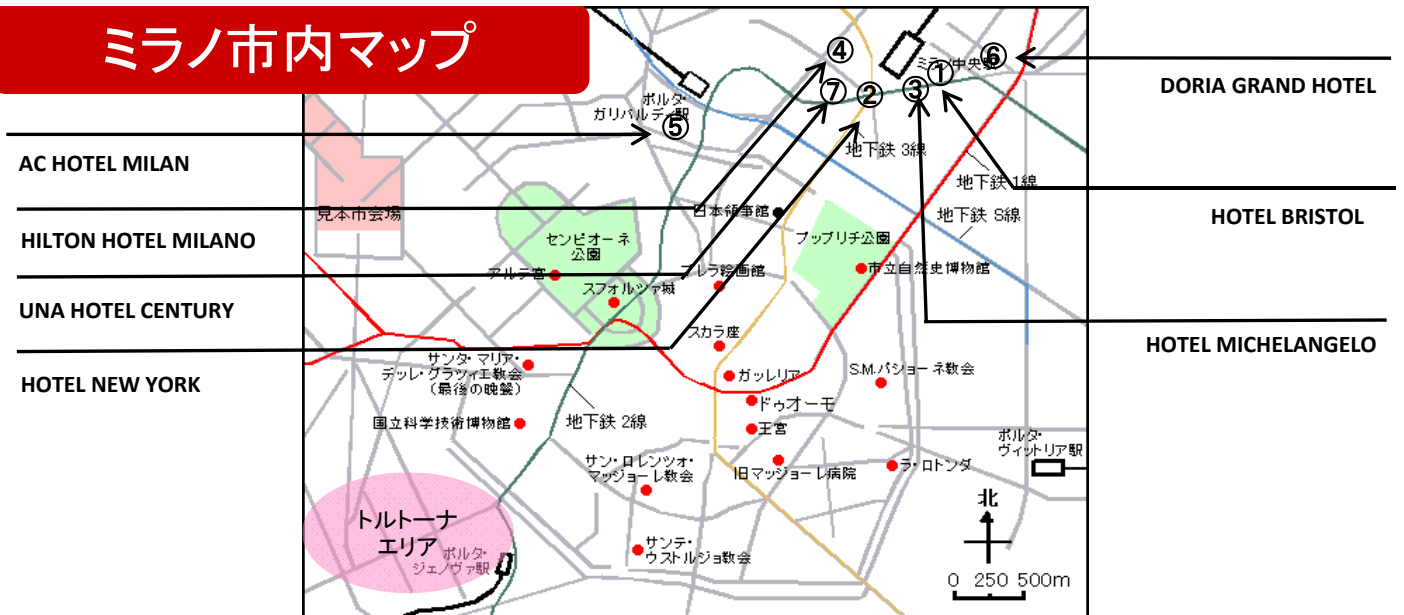 ミラノ市内マップ
④
ミラノ中央駅
⑥
①
⑦
②
③
DORIA GRAND HOTEL
ポルタ・
ガリバルディ駅
⑤
AC HOTEL MILAN
地下鉄 3線
地下鉄 1線
見本市会場
日本領事館
地下鉄 S線
HOTEL BRISTOL
HILTON HOTEL MILANO
センピオーネ
公園
プッブリチ公園
アルテ宮
ブレラ絵画館
市立自然史博物館
スフォルツァ城
UNA HOTEL CENTURY
スカラ座
HOTEL MICHELANGELO
サンタ・マリア・
デッレ・グラツィエ教会
(最後の晩餐)
ガッレリア
S.M.パショーネ教会
HOTEL NEW YORK
ドゥオーモ
国立科学技術博物館
地下鉄 2線
王宮
ポルタ・
ヴィットリア駅
サン・ロレンツォ・
マッジョーレ教会
旧マッジョーレ病院
ラ・ロトンダ
北
トルトーナ
エリア
ポルタ・
ジェノヴァ駅
サンテ・
ウストルジョ教会
0 250 500m